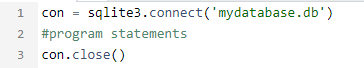 1 con = sqlite3.connect('mydatabase.db')
2 #program statements
3 con.close()